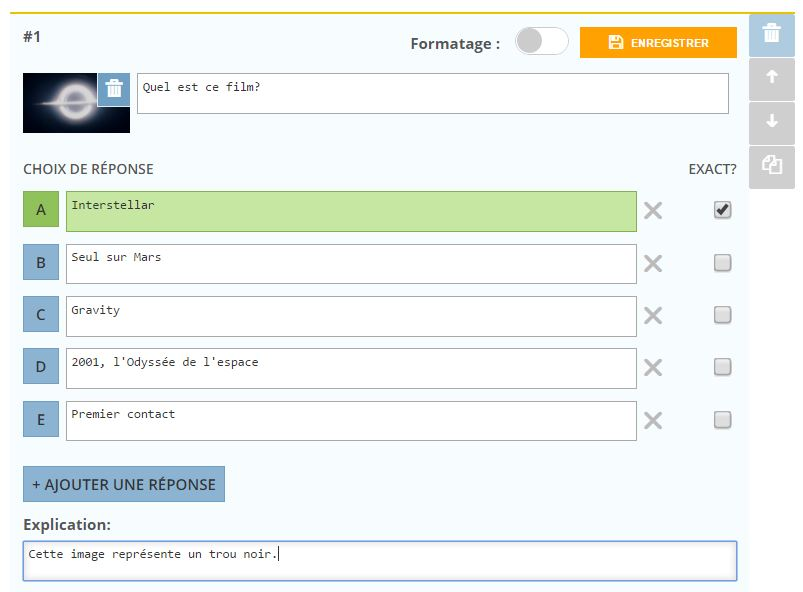 #1
Formatage :
ENREGISTRER
Quel est ce film?
CHOIX DE RÉPONSE
EXACT?
A
Interstellar
B
Seul sur Mars
C
Gravity
D
2001, l'Odyssée de l'espace
E
Premier contact
+ AJOUTER UNE RÉPONSE
Explication:
Cette image représente un trou noir.